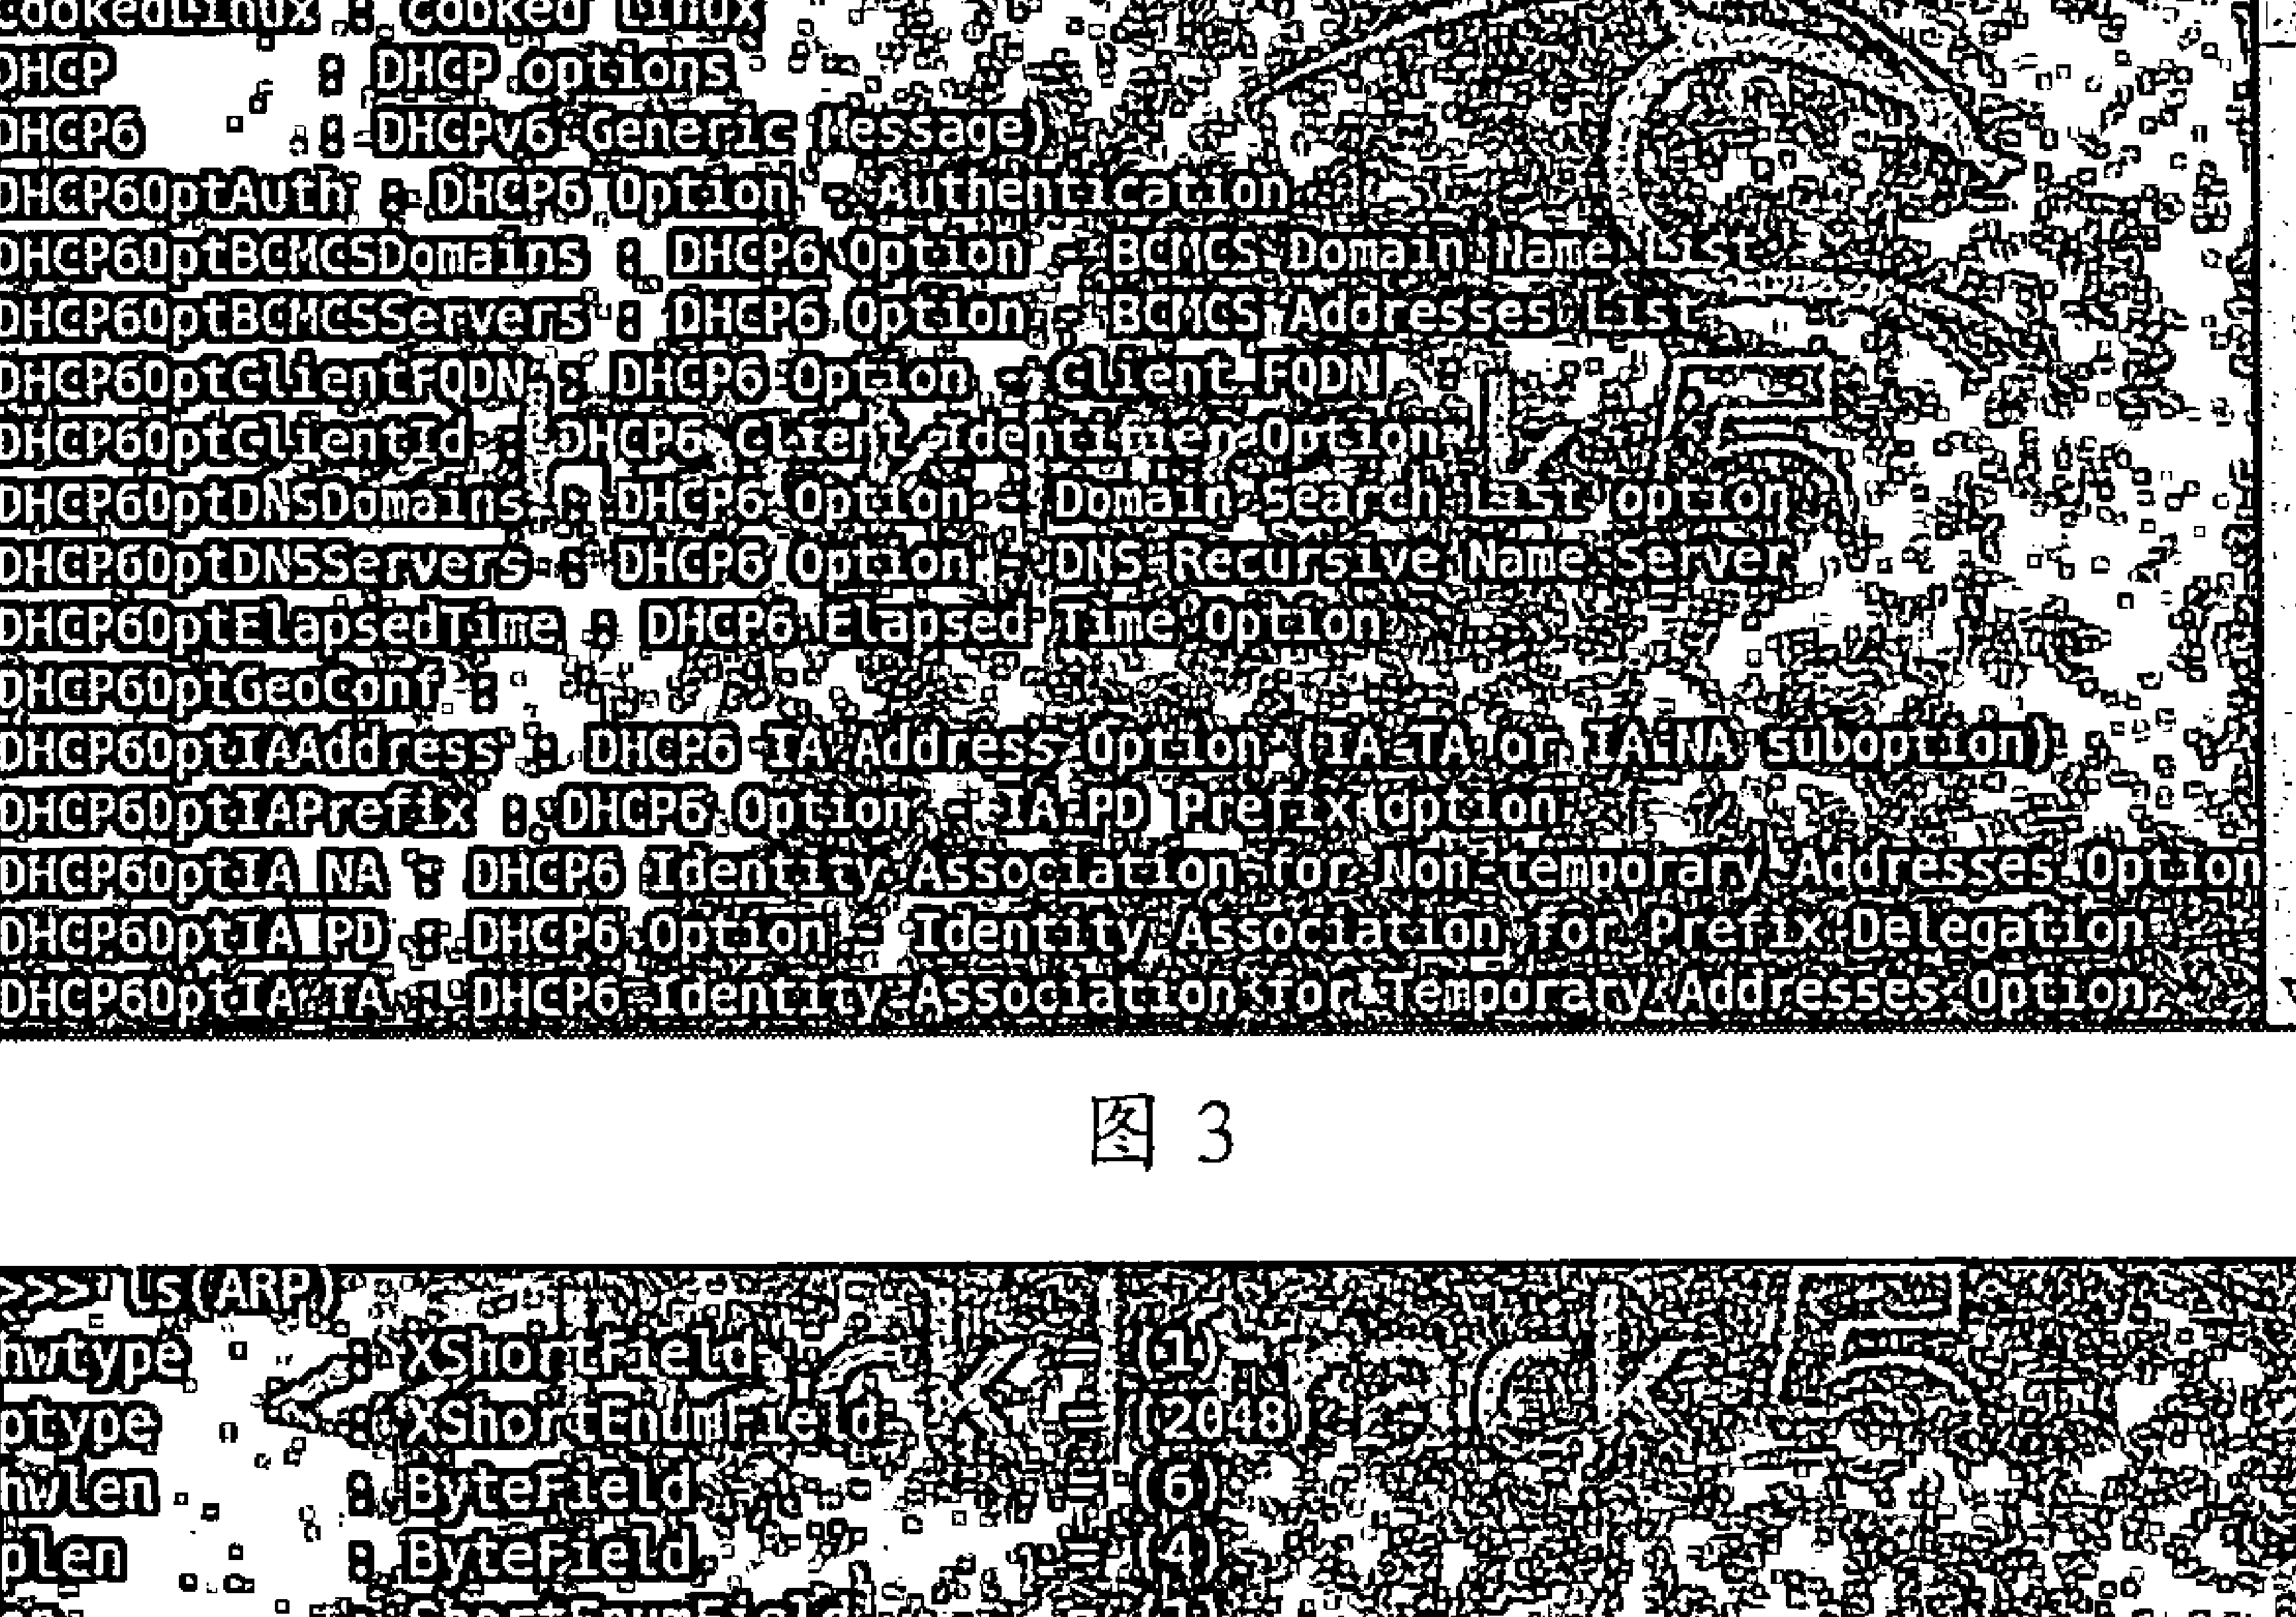 CookedLinux : cooked linux
DHCP : DHCP options
DHCP6 : DHCPv6 Generic Message)
DHCP6OptAuth : DHCP6 Option - Authentication
DHCP6OptBCMCSDomains : DHCP6 Option - BCMCS Domain Name List
DHCP6OptBCMCSServers : DHCP6 Option - BCMCS Addresses List
DHCP6OptClientFQDN : DHCP6 Option - Client FQDN
DHCP6OptClientId : DHCP6 Client Identifier Option
DHCP6OptDNSDomains : DHCP6 Option - Domain Search List option
DHCP6OptDNSServers : DHCP6 Option - DNS Recursive Name Server
DHCP6OptElapsedTime : DHCP6 Elapsed Time Option
DHCP6OptGeoConf :
DHCP6OptIAAddress : DHCP6 IA Address Option (IA_TA or IA_NA suboption)
DHCP6OptIAPrefix : DHCP6 Option - IA_PD Prefix option
DHCP6OptIA_NA : DHCP6 Identity Association for Non-temporary Addresses Option
DHCP6OptIA_PD : DHCP6 Option - Identity Association for Prefix Delegation
DHCP6OptIA_TA : DHCP6 Identity Association for Temporary Addresses Option
图 3
>>> ls(ARP)
hwtype : XShortField = (1)
ptype : XShortEnumField = (2048)
hwlen : ByteField = (6)
plen : ByteField = (4)